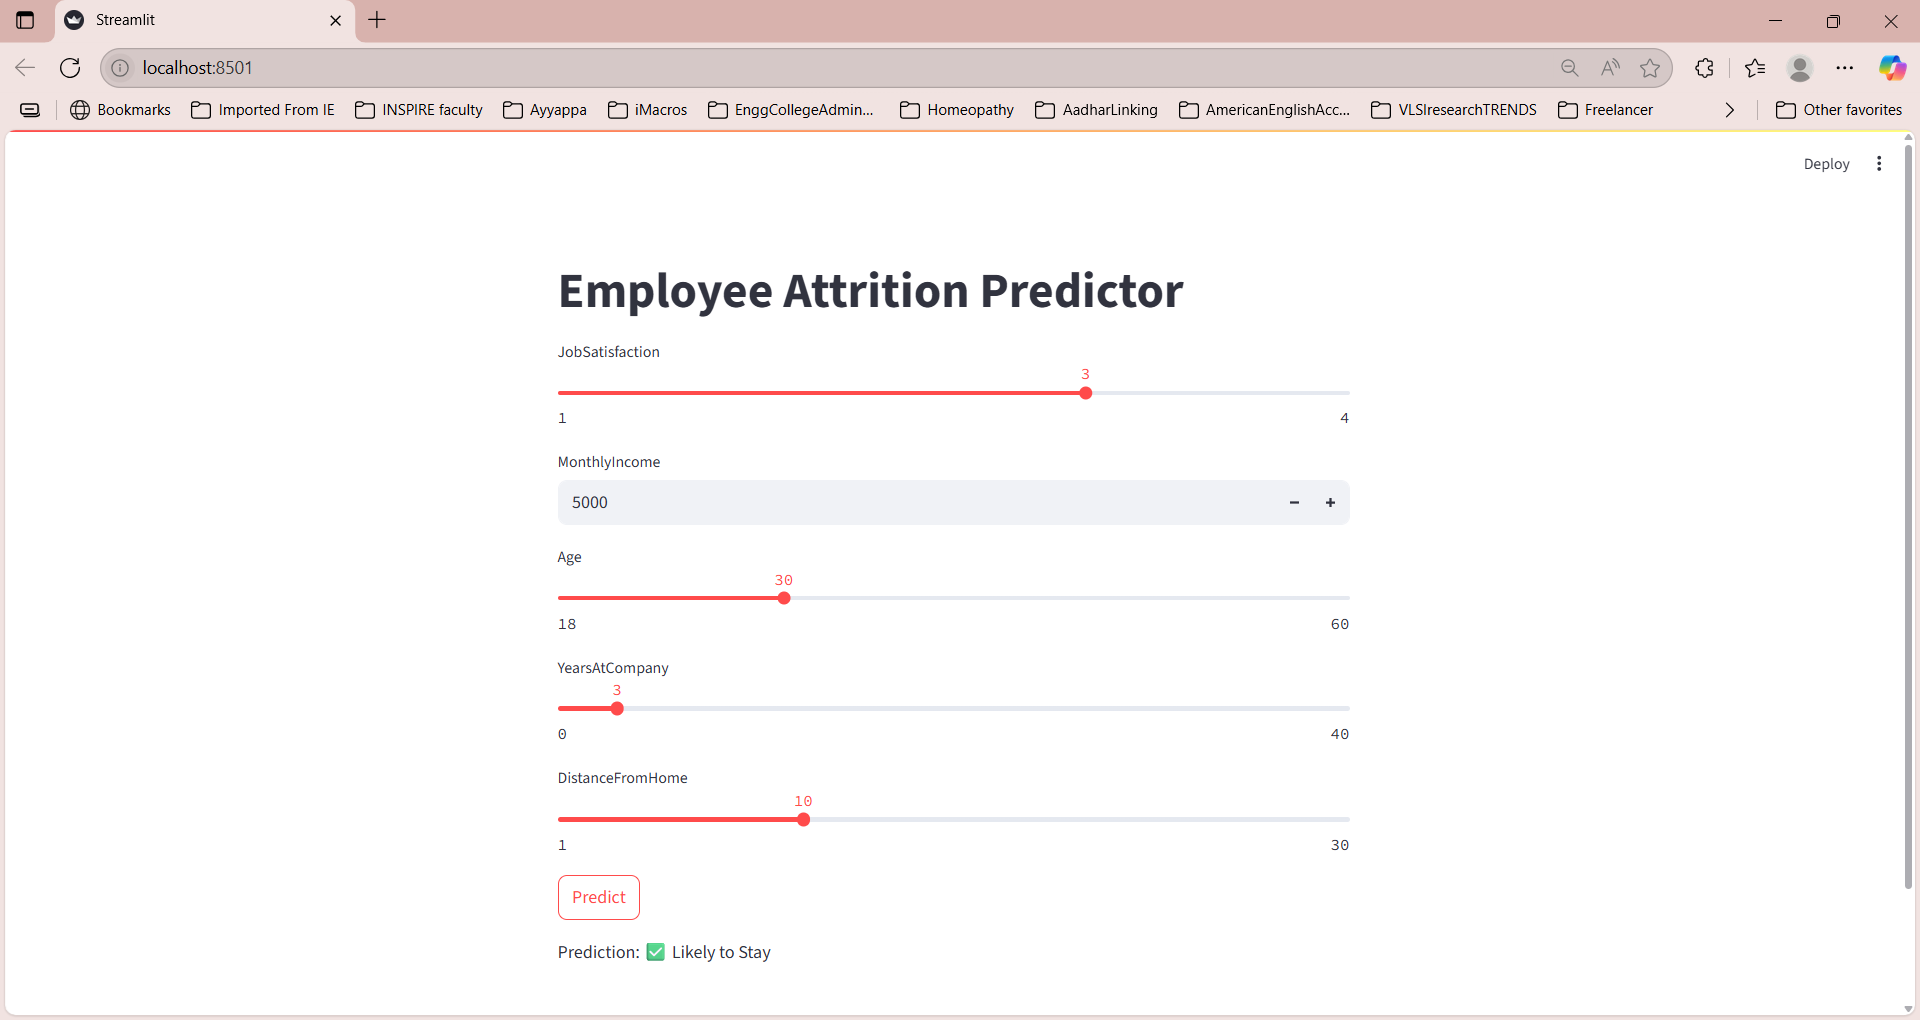 Streamlit
localhost:8501
Bookmarks Imported From IE INSPIRE faculty Ayyappa iMacros EnggCollegeAdmin... Homeopathy AadharLinking AmericanEnglishAcc... VLSIresearchTRENDS Freelancer Other favorites
Deploy
Employee Attrition Predictor
JobSatisfaction
3
1 4
MonthlyIncome
5000
Age
30
18 60
YearsAtCompany
3
0 40
DistanceFromHome
10
1 30
Predict
Prediction: ✅ Likely to Stay